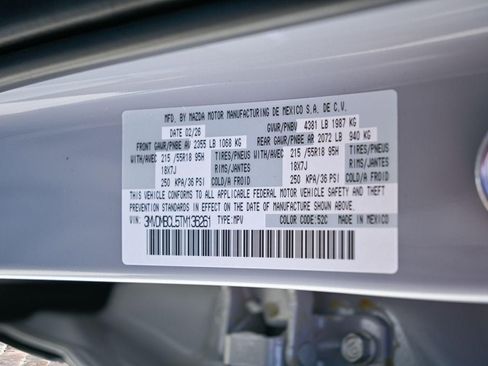 MFD. BY MAZDA MOTOR MANUFACTURING DE MEXICO S.A. DE C.V.
DATE 02/26 GVWR/PNBV 4381 LB 1987 KG
FRONT GAWR/PNBE AV 2355 LB 1068 KG REAR GAWR/PNBE AR 2072 LB 940 KG
WITH/AVEC 215 /55R18 95H TIRES/PNEUS WITH/AVEC 215 /55R18 95H TIRES/PNEUS
18X7J RIMS/JANTES 18X7J RIMS/JANTES
250 KPA/36 PSI COLD/A FROID 250 KPA/36 PSI COLD/A FROID
THIS VEHICLE CONFORMS TO ALL APPLICABLE FEDERAL MOTOR VEHICLE SAFETY AND THEFT
PREVENTION STANDARDS IN EFFECT ON THE DATE OF MANUFACTURE SHOWN ABOVE.
VIN: 3MVDMBCL5TM136261 TYPE: MPV COLOR CODE: 52C MADE IN MEXICO